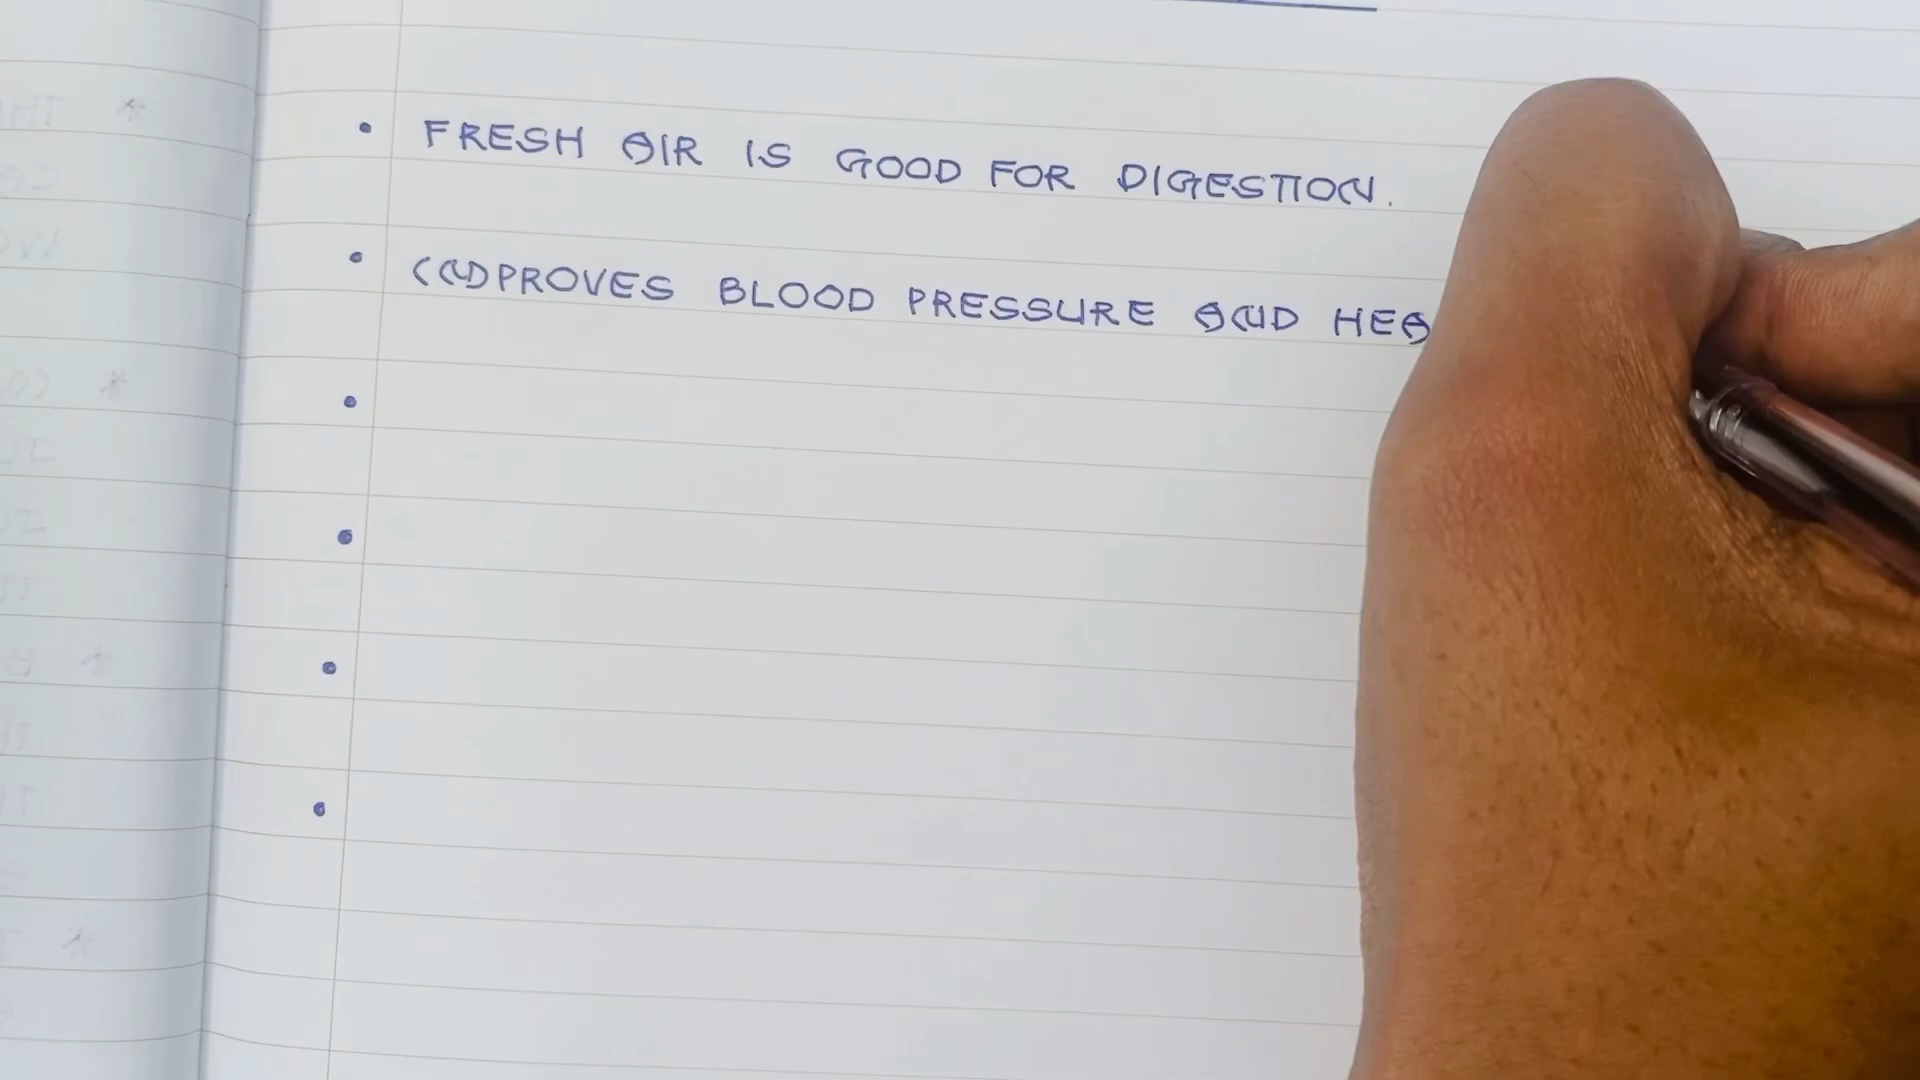 • FRESH AIR IS GOOD FOR DIGESTION.
• IMPROVES BLOOD PRESSURE AND HEA